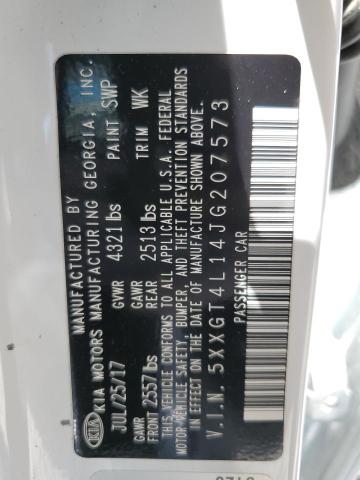 MANUFACTURED BY
KIA KIA MOTORS MANUFACTURING GEORGIA, INC.
JUL/25/17 GVWR 4321 lbs PAINT SWP
GAWR FRONT 2557 lbs GAWR REAR 2513 lbs TRIM WK
THIS VEHICLE CONFORMS TO ALL APPLICABLE U.S.A. FEDERAL
MOTOR VEHICLE SAFETY, BUMPER, AND THEFT PREVENTION STANDARDS
IN EFFECT ON THE DATE OF MANUFACTURE SHOWN ABOVE.
V.I.N. 5XXGT4L14JG207573
PASSENGER CAR